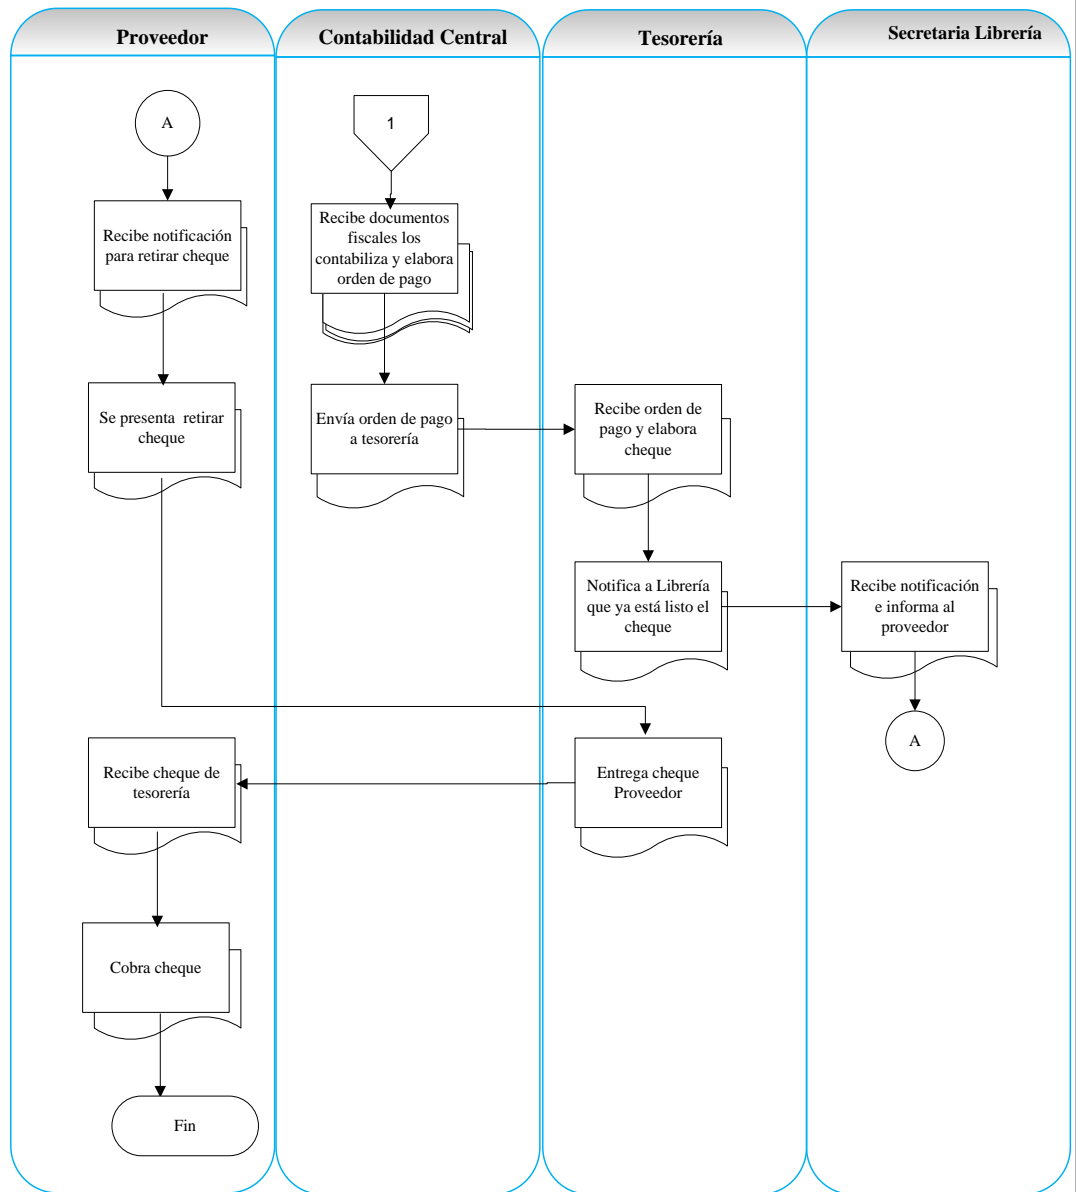 Proveedor
Contabilidad Central
Tesorería
Secretaria Librería
A
1
Recibe notificación
para retirar cheque
Recibe documentos
fiscales los
contabiliza y elabora
orden de pago
Se presenta retirar
cheque
Envía orden de pago
a tesorería
Recibe orden de
pago y elabora
cheque
Notifica a Librería
que ya está listo el
cheque
Recibe notificación
e informa al
proveedor
A
Recibe cheque de
tesorería
Entrega cheque
Proveedor
Cobra cheque
Fin